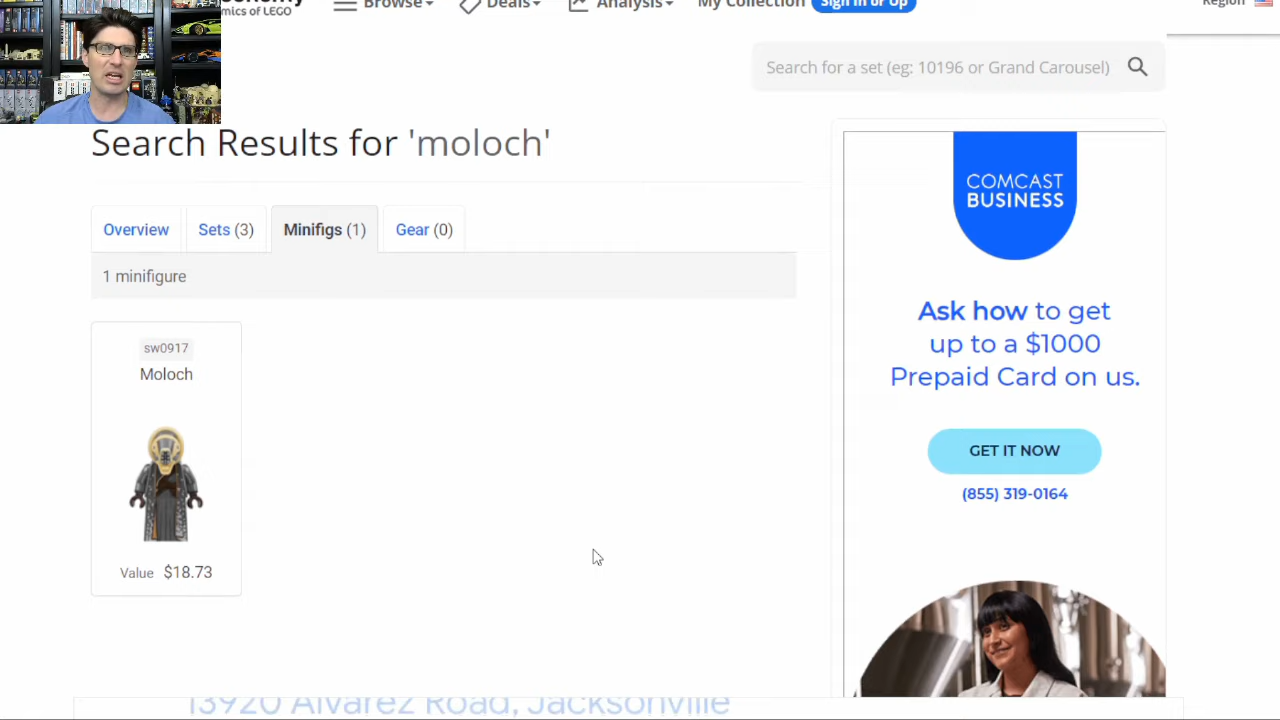 Browse
Deals
Analysis
My Collection
Sign in or Up
Region
mics of LEGO
Search for a set (eg: 10196 or Grand Carousel)
Search Results for 'moloch'
Overview
Sets (3)
Minifigs (1)
Gear (0)
1 minifigure
sw0917
Moloch
Value $18.73
COMCAST
BUSINESS
Ask how to get
up to a $1000
Prepaid Card on us.
GET IT NOW
(855) 319-0164
13920 Alvarez Road, Jacksonville